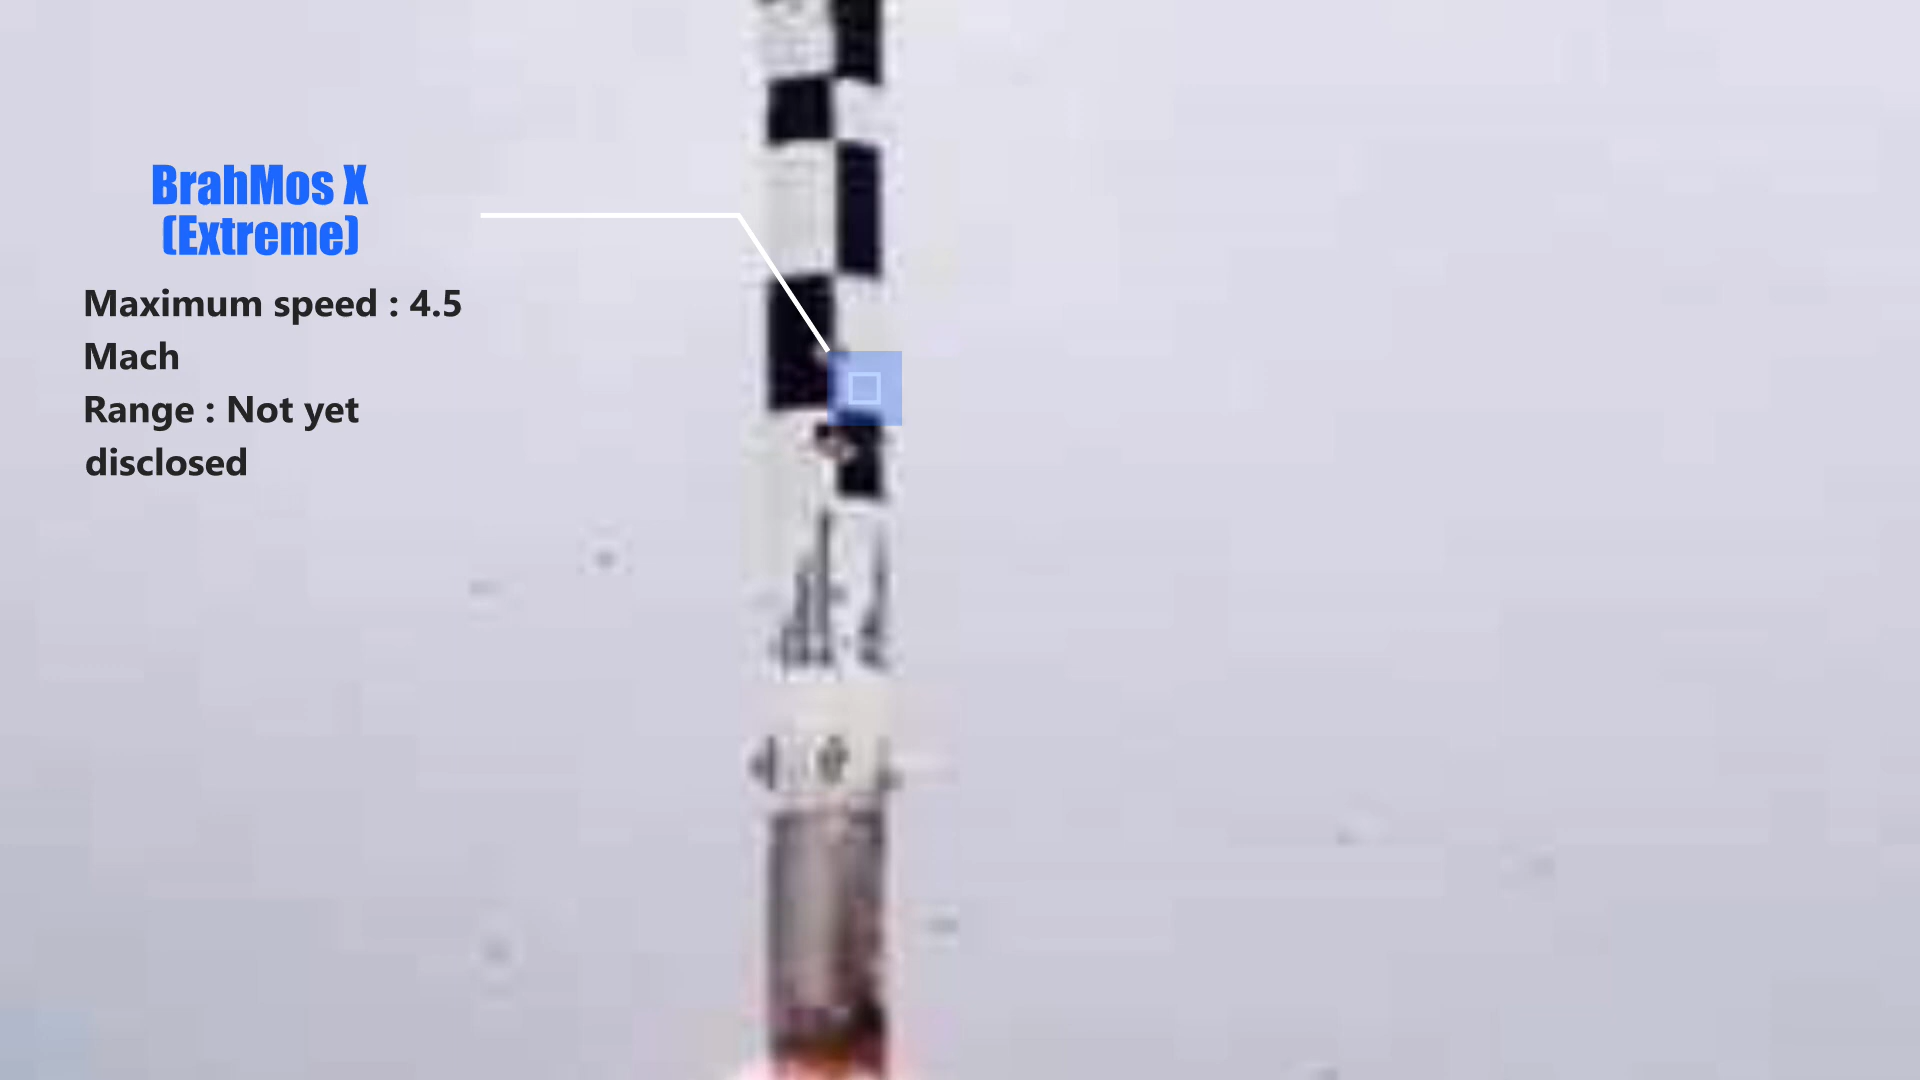 BrahMos X
(Extreme)
Maximum speed : 4.5
Mach
Range : Not yet
disclosed